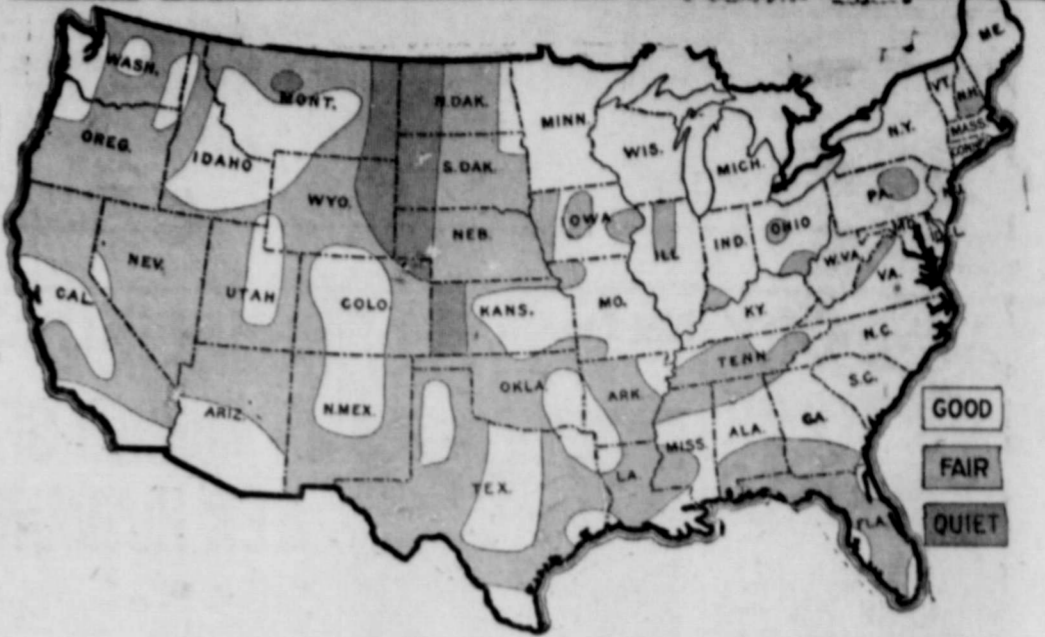 WASH.
MONT.
N.DAK.
MINN.
ME.
VT.
N.H.
OREG.
IDAHO
S.DAK.
WIS.
MICH.
N.Y.
MASS.
CONN.
WYO.
NEB.
IOWA
PA.
NEV.
UTAH
COLO.
KANS.
MO.
ILL
IND.
OHIO
W.VA.
VA.
MD.
CAL.
KY.
ARIZ.
N.MEX.
OKLA
ARK.
TENN.
N.C.
S.C.
TEX.
LA.
MISS.
ALA.
GA.
FLA.
GOOD
FAIR
QUIET